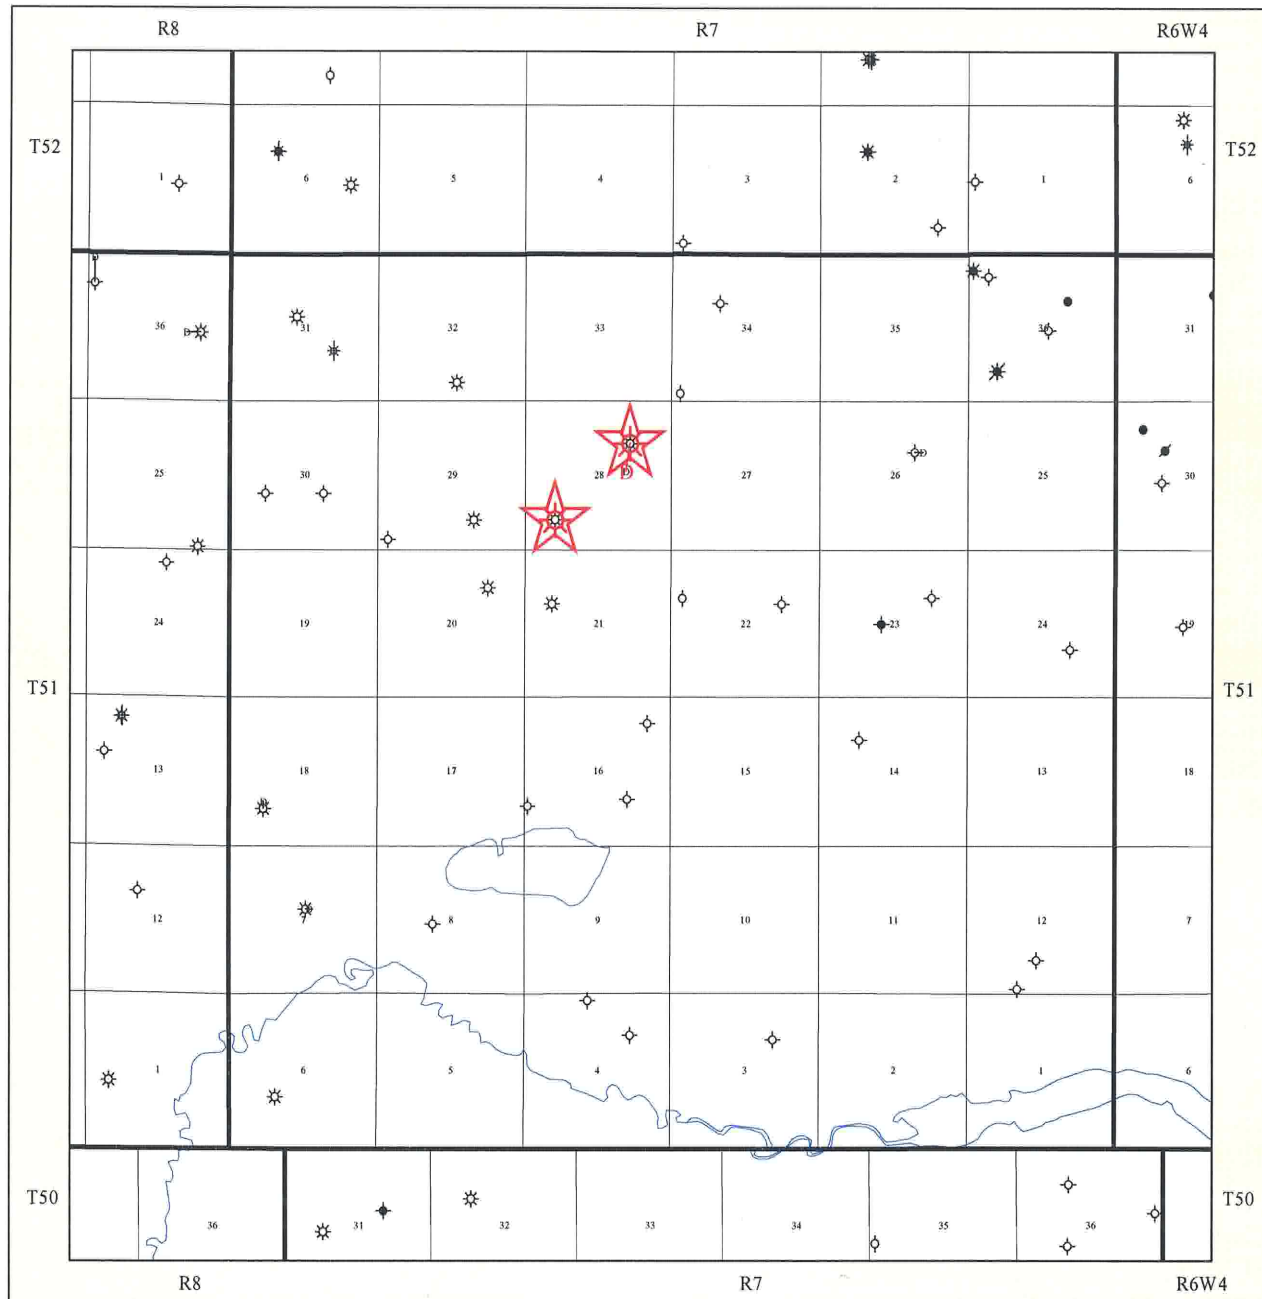 R8 R7 R6W4
T52 T52
1 6 5 4 3 2 1 6
D
36 D 31 32 33 34 35 36 31
25 30 29 28 D 27 26 D 25 30
24 19 20 21 22 23 24 19
T51 T51
13 18 17 16 15 14 13 18
12 7 8 9 10 11 12 7
1 6 5 4 3 2 1 6
T50 T50
36 31 32 33 34 35 36
R8 R7 R6W4